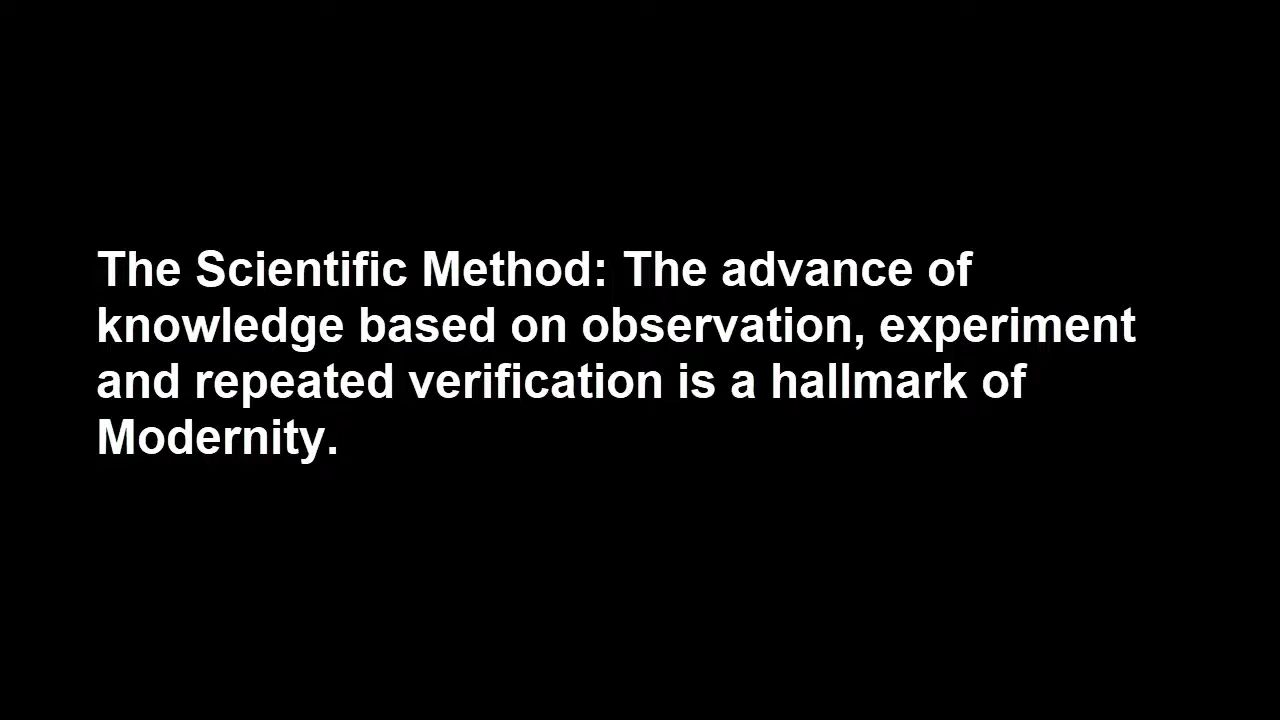 The Scientific Method: The advance of
knowledge based on observation, experiment
and repeated verification is a hallmark of
Modernity.